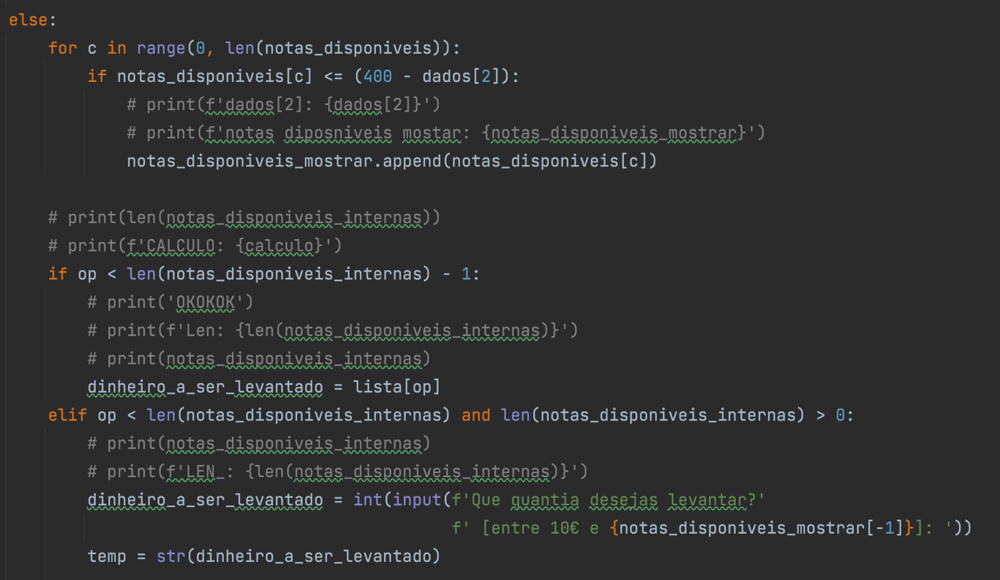 else:
    for c in range(0, len(notas_disponiveis)):
        if notas_disponiveis[c] <= (400 - dados[2]):
            # print(f'dados[2]: {dados[2]}')
            # print(f'notas diposniveis mostar: {notas_disponiveis_mostrar}')
            notas_disponiveis_mostrar.append(notas_disponiveis[c])

    # print(len(notas_disponiveis_internas))
    # print(f'CALCULO: {calculo}')
    if op < len(notas_disponiveis_internas) - 1:
        # print('OKOKOK')
        # print(f'Len: {len(notas_disponiveis_internas)}')
        # print(notas_disponiveis_internas)
        dinheiro_a_ser_levantado = lista[op]
    elif op < len(notas_disponiveis_internas) and len(notas_disponiveis_internas) > 0:
        # print(notas_disponiveis_internas)
        # print(f'LEN_: {len(notas_disponiveis_internas)}')
        dinheiro_a_ser_levantado = int(input(f'Que quantia desejas levantar?'
                                             f' [entre 10€ e {notas_disponiveis_mostrar[-1]}]: '))
        temp = str(dinheiro_a_ser_levantado)